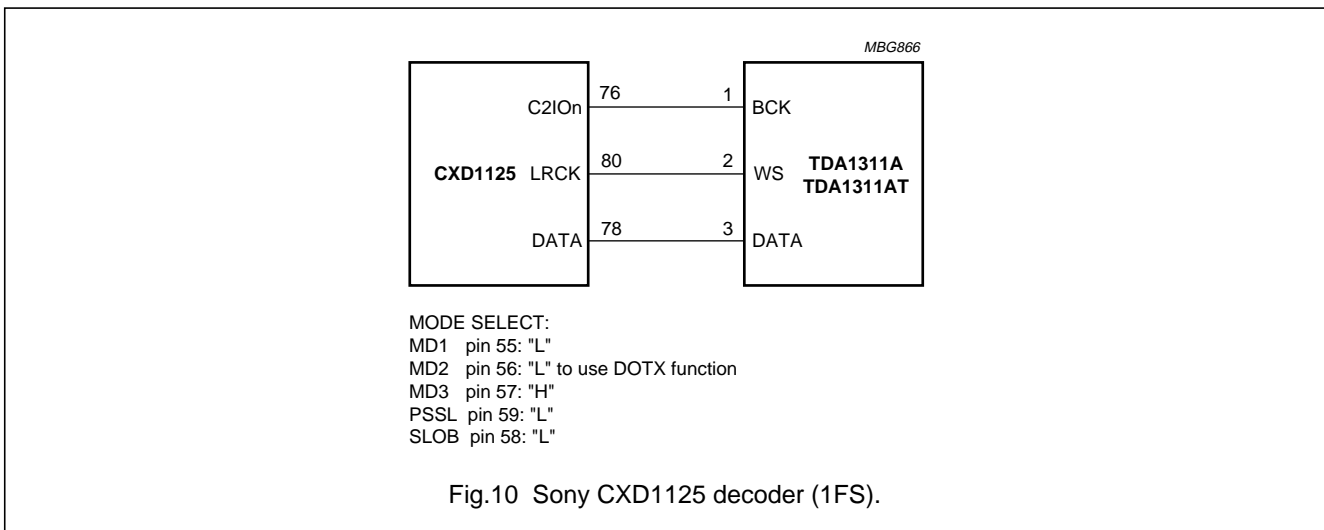 MBG866
C2IOn 76 1 BCK
CXD1125 LRCK 80 2 WS TDA1311A
TDA1311AT
DATA 78 3 DATA
MODE SELECT:
MD1 pin 55: "L"
MD2 pin 56: "L" to use DOTX function
MD3 pin 57: "H"
PSSL pin 59: "L"
SLOB pin 58: "L"
Fig.10 Sony CXD1125 decoder (1FS).